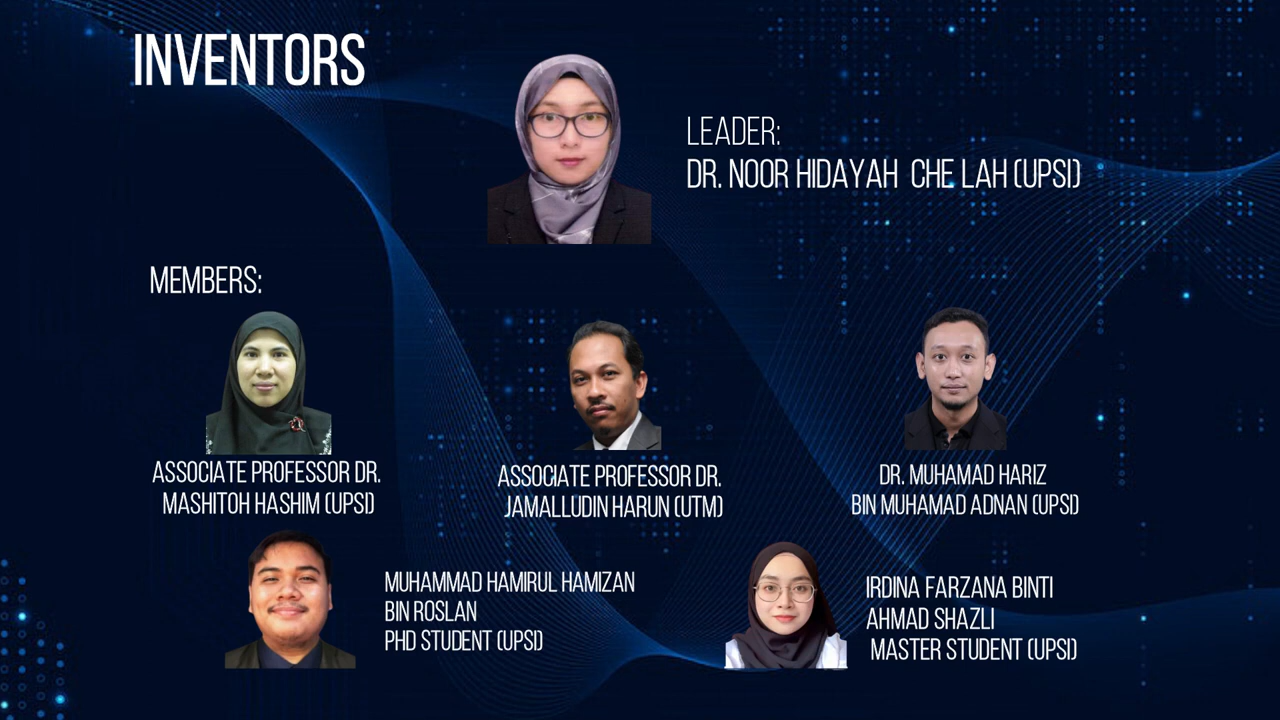 INVENTORS
LEADER:
DR. NOOR HIDAYAH CHE LAH (UPSI)
MEMBERS:
ASSOCIATE PROFESSOR DR.
MASHITOH HASHIM (UPSI)
ASSOCIATE PROFESSOR DR.
JAMALLUDIN HARUN (UTM)
DR. MUHAMAD HARIZ
BIN MUHAMAD ADNAN (UPSI)
MUHAMMAD HAMIRUL HAMIZAN
BIN ROSLAN
PHD STUDENT (UPSI)
IRDINA FARZANA BINTI
AHMAD SHAZLI
MASTER STUDENT (UPSI)